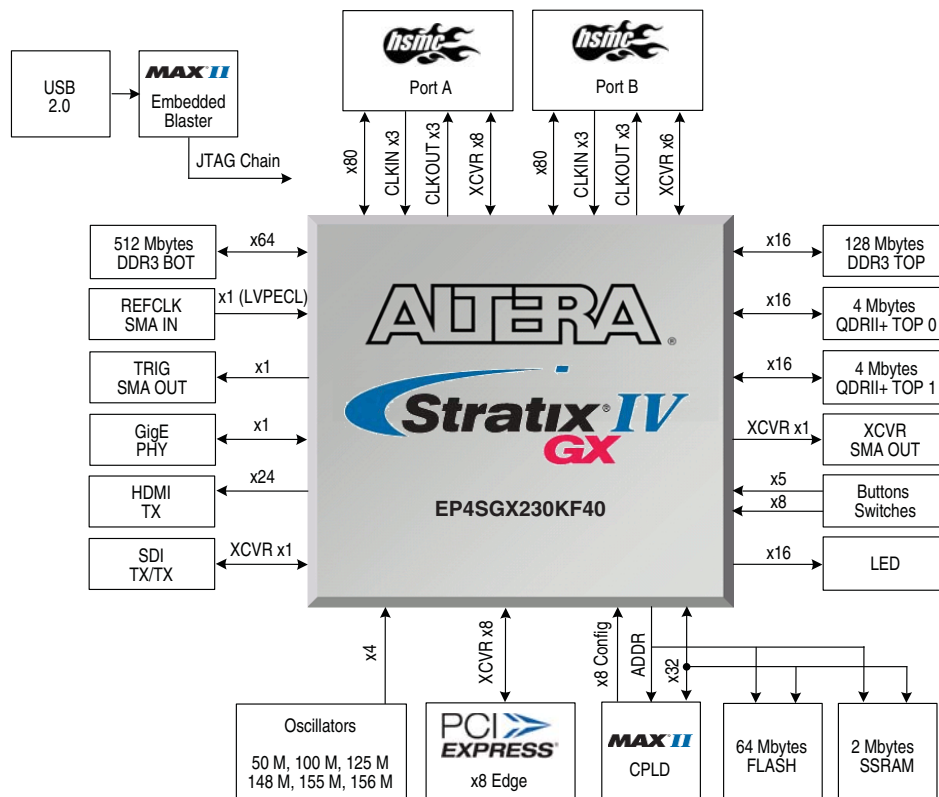 hsmc
Port A
hsmc
Port B
USB
2.0
MAX® II
Embedded
Blaster
JTAG Chain
x80
CLKIN x3
CLKOUT x3
XCVR x8
x80
CLKIN x3
CLKOUT x3
XCVR x6
512 Mbytes
DDR3 BOT
x64
REFCLK
SMA IN
x1 (LVPECL)
TRIG
SMA OUT
x1
GigE
PHY
x1
HDMI
TX
x24
SDI
TX/TX
XCVR x1
ALTERA®
Stratix® IV
GX
EP4SGX230KF40
x16
128 Mbytes
DDR3 TOP
x16
4 Mbytes
QDRII+ TOP 0
x16
4 Mbytes
QDRII+ TOP 1
XCVR x1
XCVR
SMA OUT
x5
x8
Buttons
Switches
x16
LED
x4
XCVR x8
x8 Config
ADDR
x32
Oscillators
50 M, 100 M, 125 M
148 M, 155 M, 156 M
PCI
EXPRESS®
x8 Edge
MAX® II
CPLD
64 Mbytes
FLASH
2 Mbytes
SSRAM